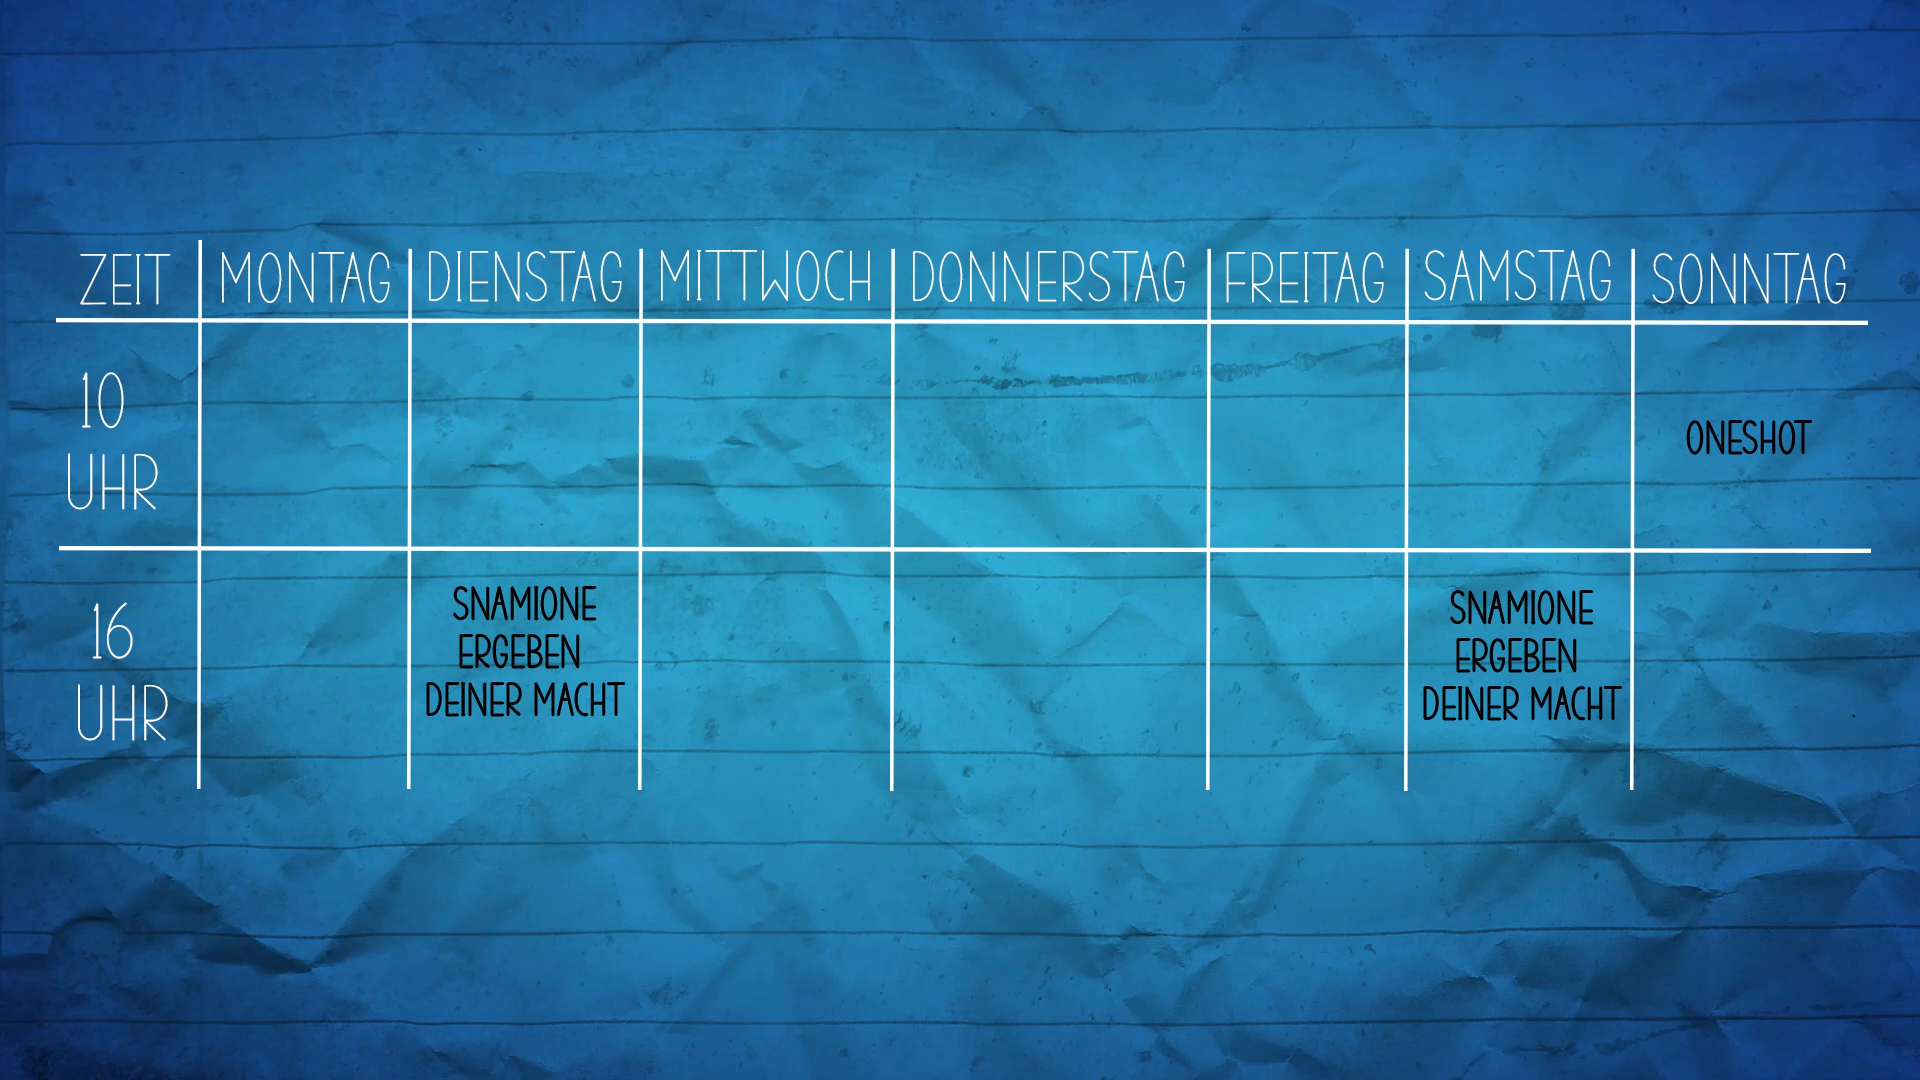 ZEIT MONTAG DIENSTAG MITTWOCH DONNERSTAG FREITAG SAMSTAG SONNTAG
10
UHR
ONESHOT
16
UHR
SNAMIONE
ERGEBEN
DEINER MACHT
SNAMIONE
ERGEBEN
DEINER MACHT